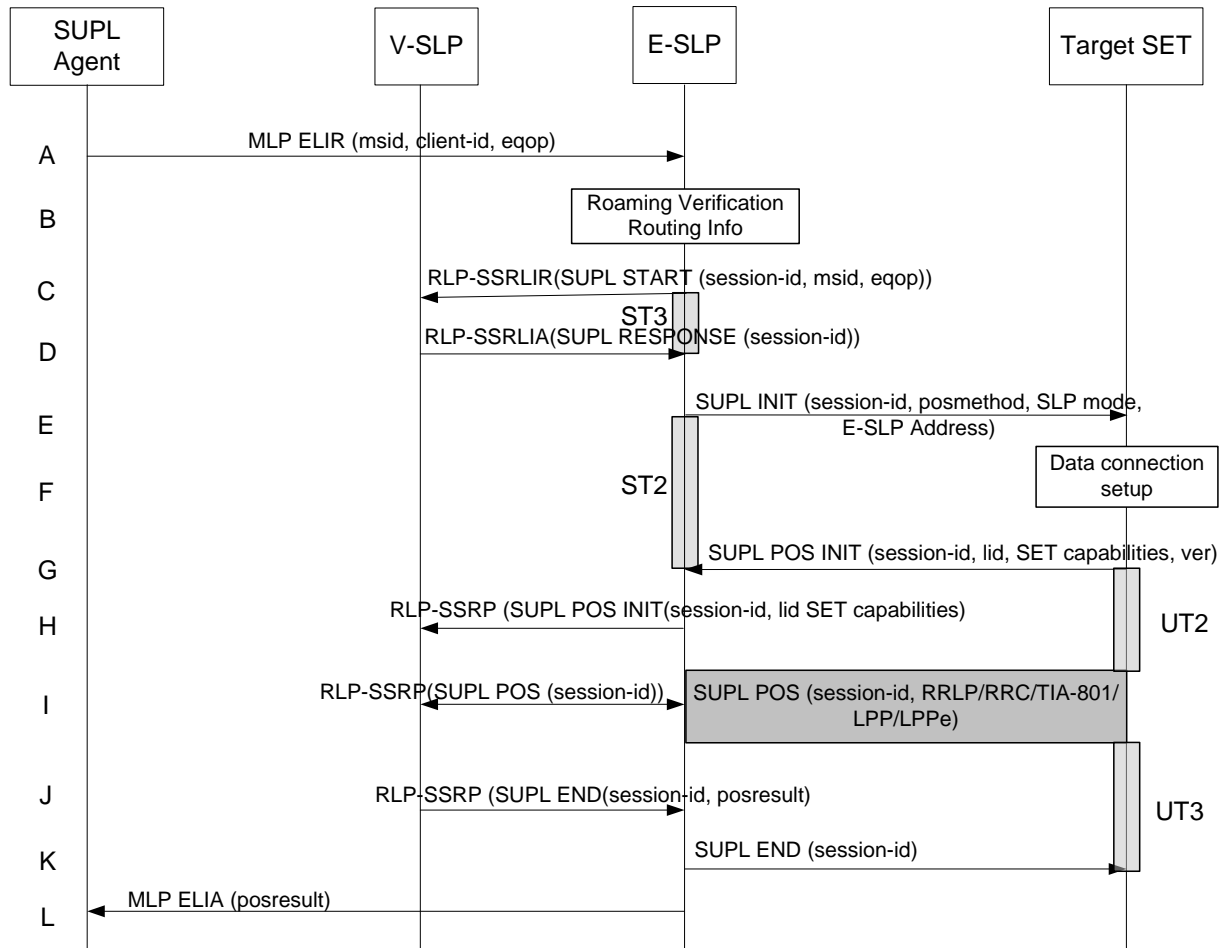 SUPL
Agent
V-SLP
E-SLP
Target SET
A
MLP ELIR (msid, client-id, eqop)
B
Roaming Verification
Routing Info
C
RLP-SSRLIR(SUPL START (session-id, msid, eqop))
ST3
D
RLP-SSRLIA(SUPL RESPONSE (session-id))
E
SUPL INIT (session-id, posmethod, SLP mode,
E-SLP Address)
F
ST2
Data connection
setup
G
SUPL POS INIT (session-id, lid, SET capabilities, ver)
H
RLP-SSRP (SUPL POS INIT(session-id, lid SET capabilities)
UT2
I
RLP-SSRP(SUPL POS (session-id))
SUPL POS (session-id, RRLP/RRC/TIA-801/
LPP/LPPe)
J
RLP-SSRP (SUPL END(session-id, posresult)
UT3
K
SUPL END (session-id)
L
MLP ELIA (posresult)